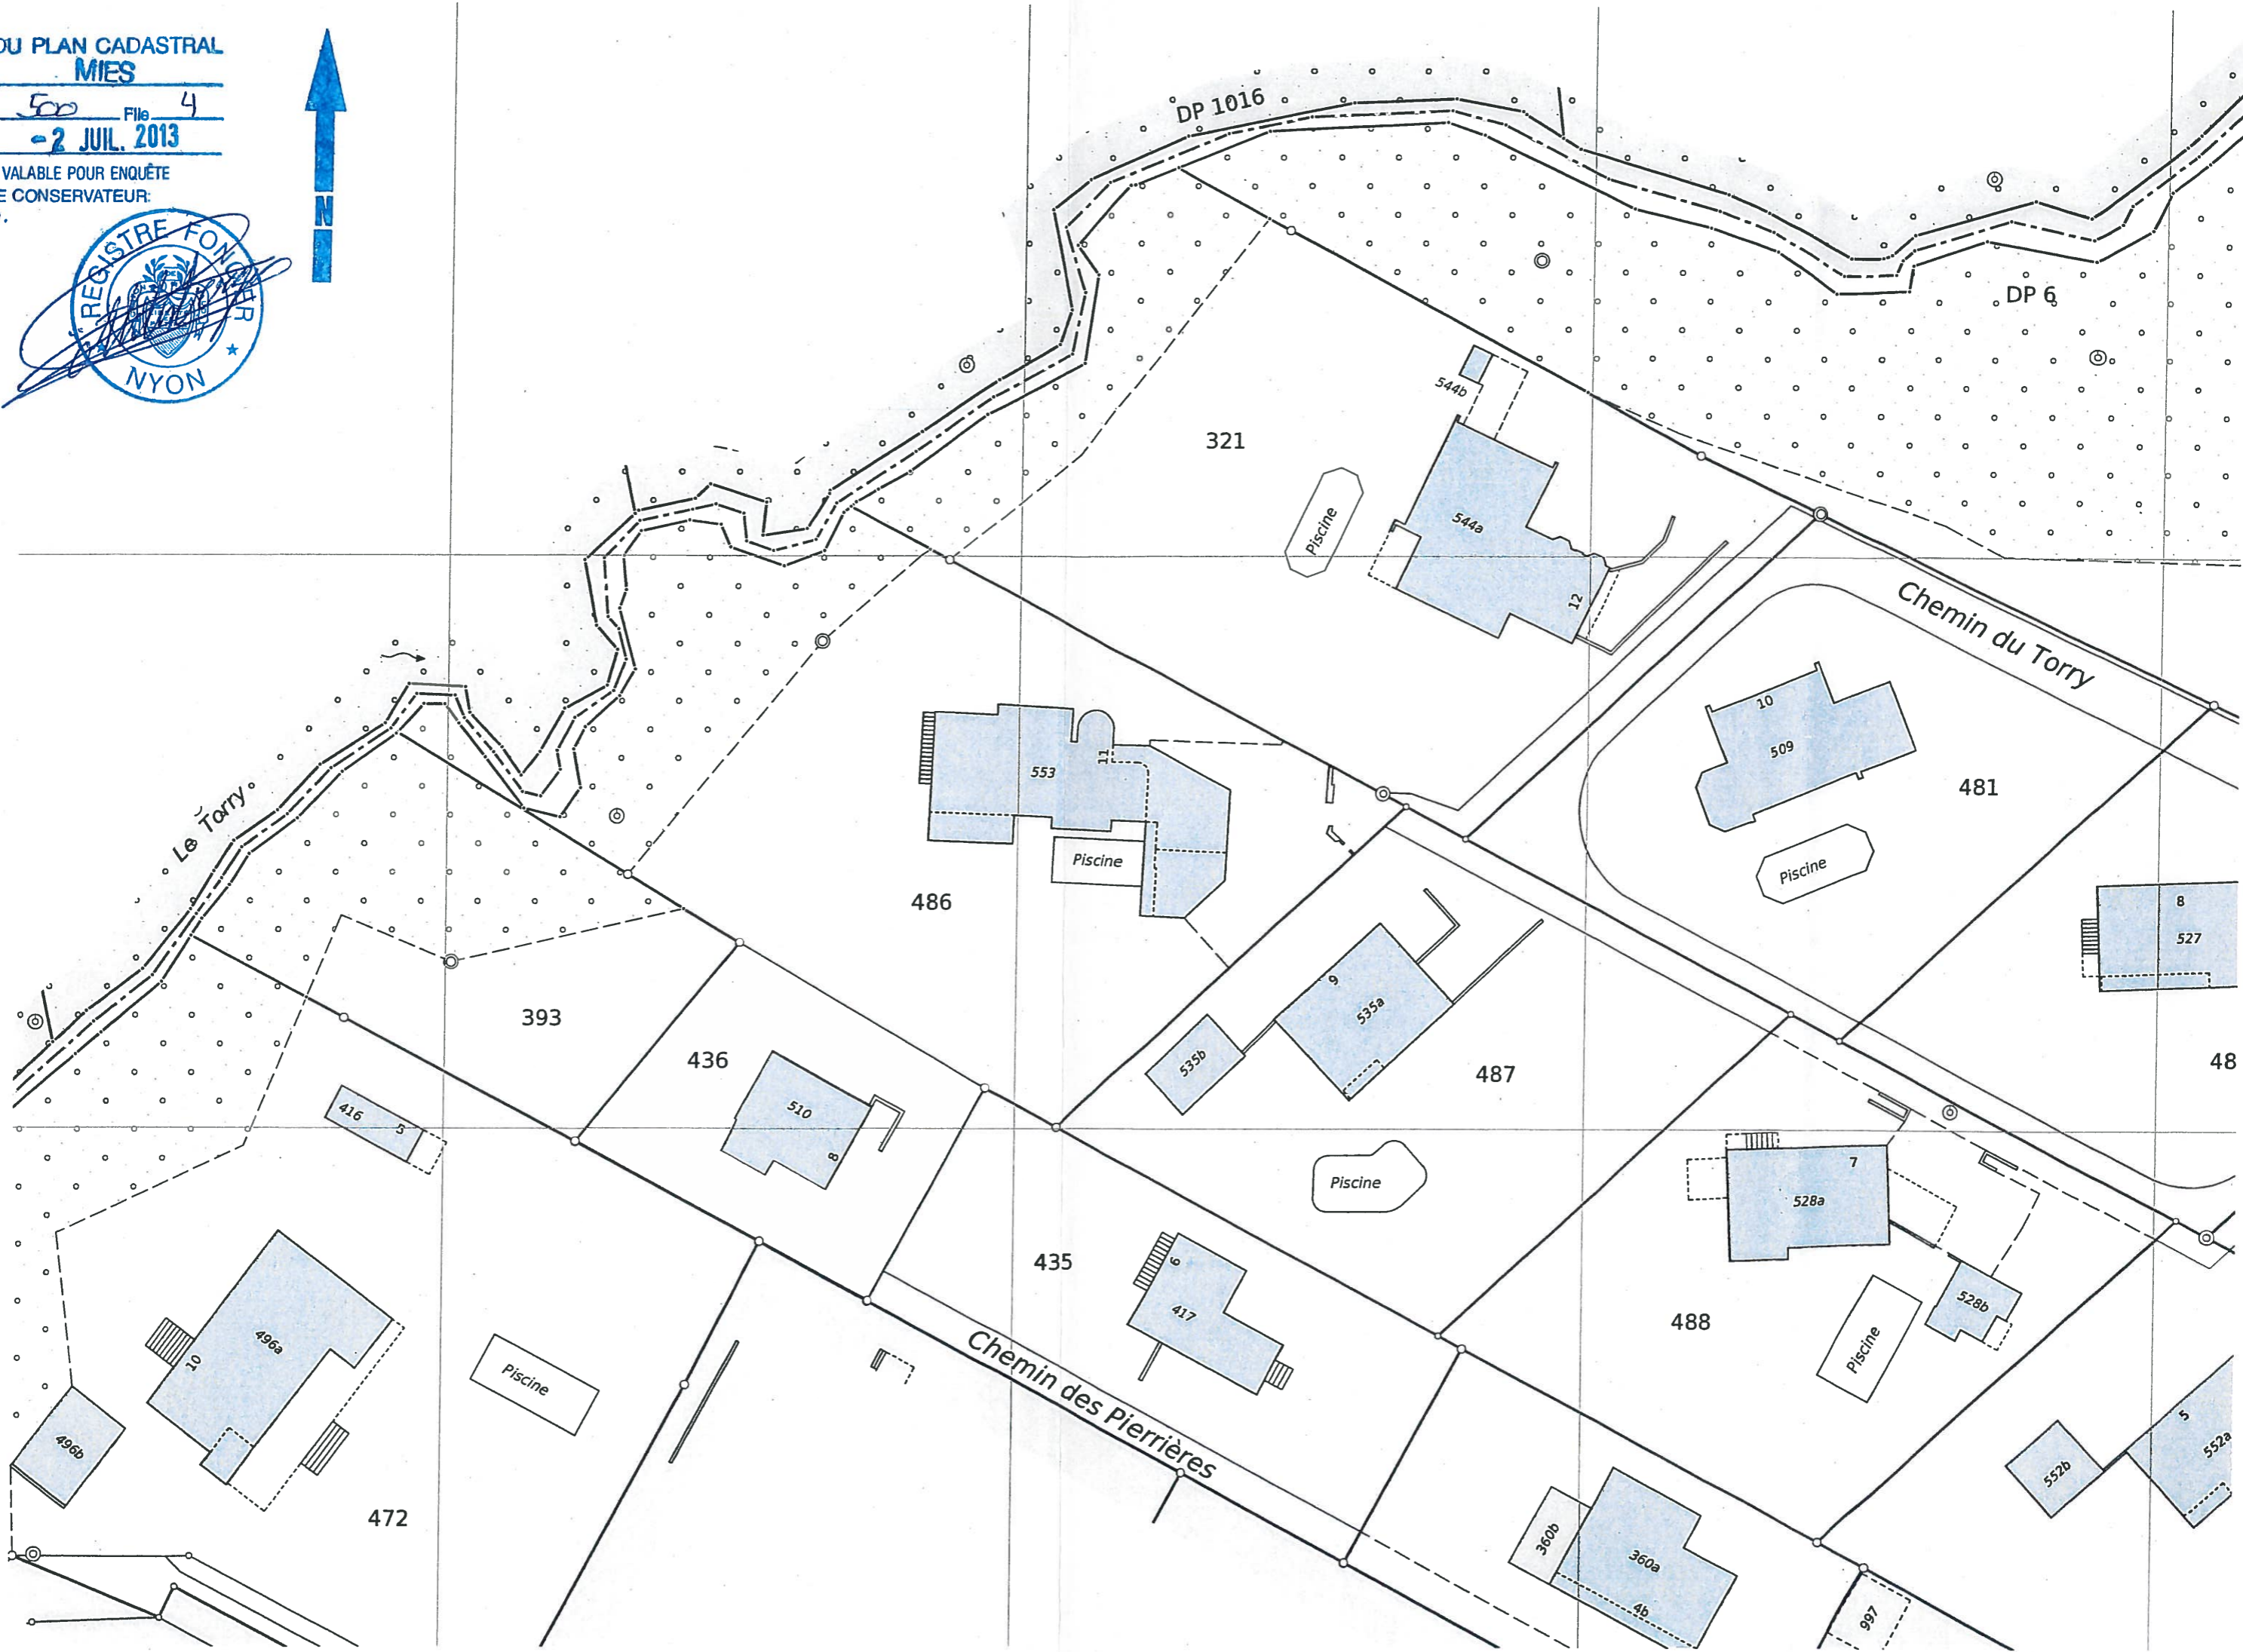 DU PLAN CADASTRAL
MIES
500 Flle 4
-2 JUIL. 2013
VALABLE POUR ENQUÊTE
E CONSERVATEUR:
REGISTRE FONCIER
NYON
N
DP 1016
DP 6
544b
321
544a
Piscine
12
Chemin du Torry
10
509
481
Piscine
Le Torry
11
553
Piscine
486
8
527
9
535a
535b
487
48
393
436
510
8
416
5
Piscine
7
528a
528b
488
Piscine
435
6
417
Chemin des Pierrières
496a
10
496b
Piscine
472
5
552a
552b
360b
360a
4b
997